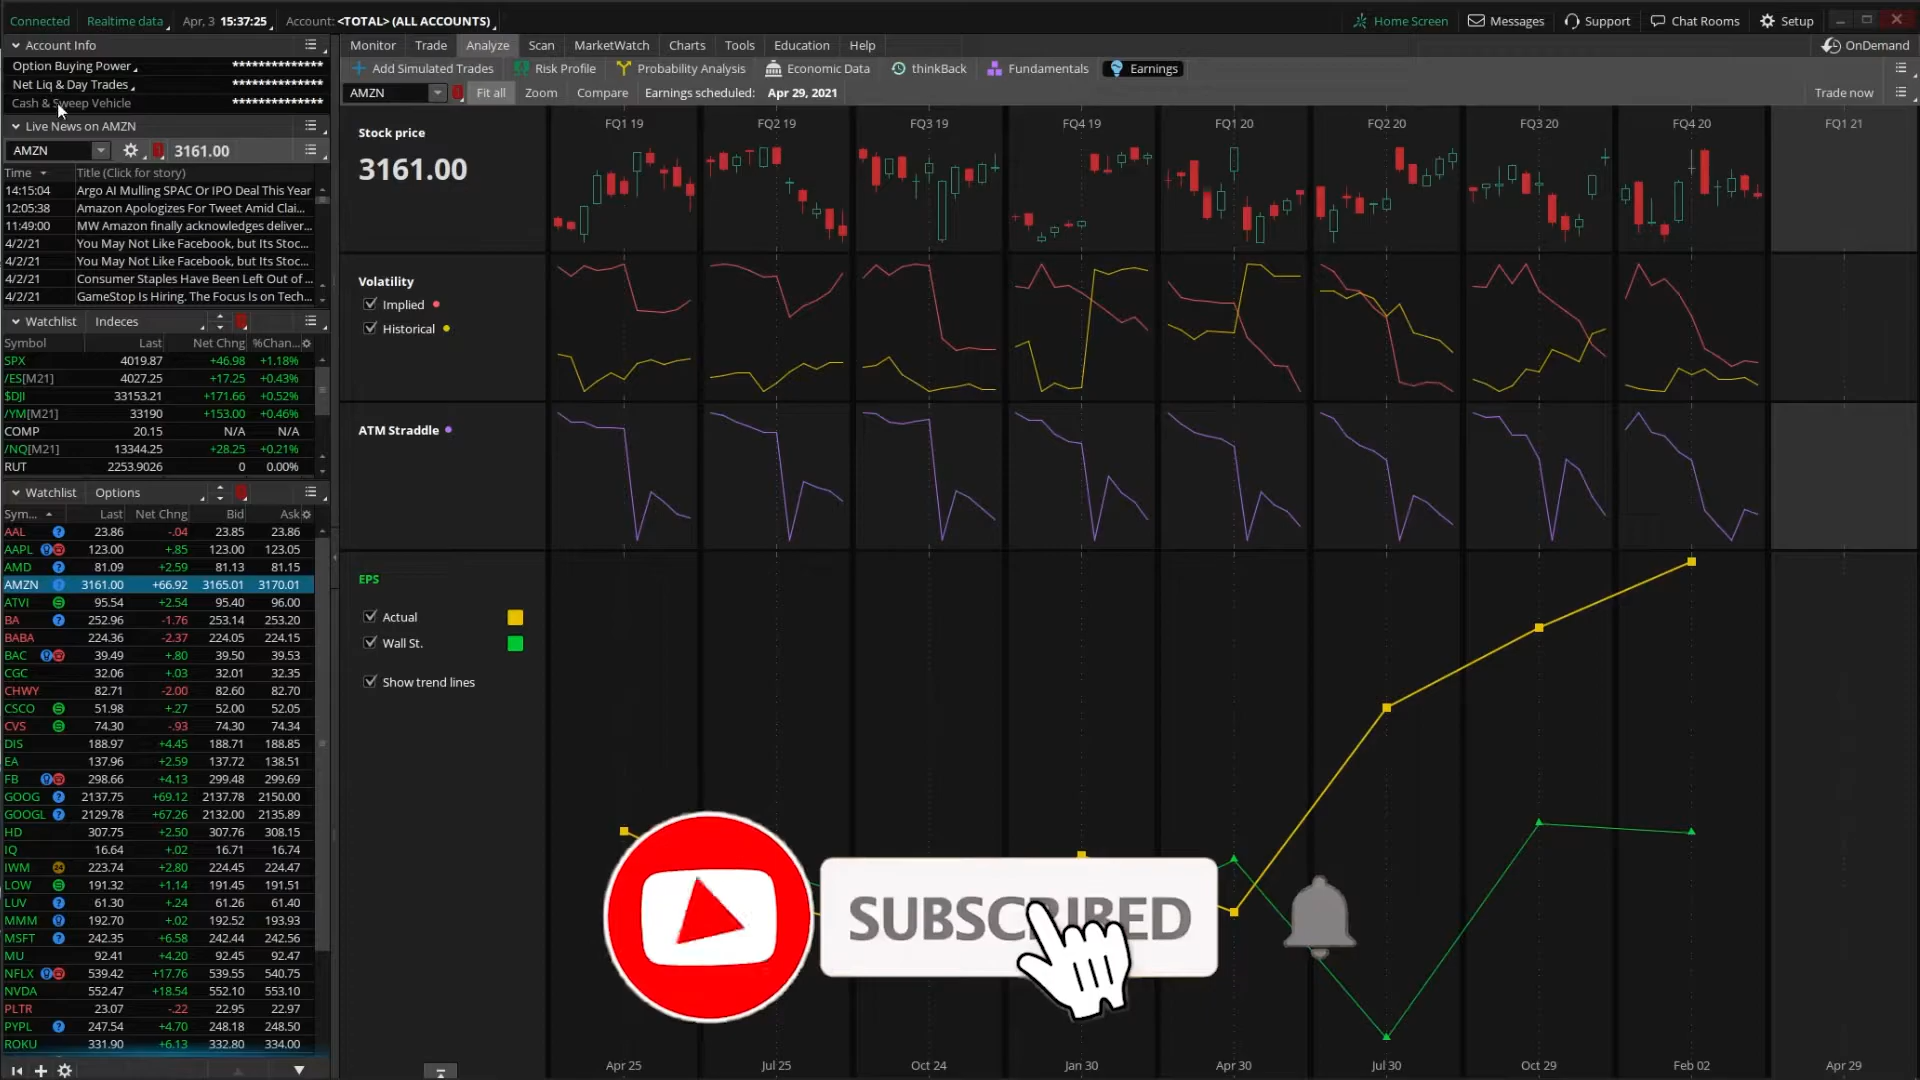 Connected Realtime data Apr, 3 15:37:25 Account: <TOTAL> (ALL ACCOUNTS) Home Screen Messages Support Chat Rooms Setup
Account Info
Option Buying Power **************
Net Liq & Day Trades **************
Cash & Sweep Vehicle **************
Live News on AMZN
AMZN 3161.00
Time Title (Click for story)
14:15:04 Argo AI Mulling SPAC Or IPO Deal This Year
12:05:38 Amazon Apologizes For Tweet Amid Clai...
11:49:00 MW Amazon finally acknowledges deliver...
4/2/21 You May Not Like Facebook, but Its Stoc...
4/2/21 You May Not Like Facebook, but Its Stoc...
4/2/21 Consumer Staples Have Been Left Out of ...
4/2/21 GameStop Is Hiring. The Focus Is on Tech...
Watchlist Indeces
Symbol Last Net Chng %Chan...
SPX 4019.87 +46.98 +1.18%
/ES[M21] 4027.25 +17.25 +0.43%
$DJI 33153.21 +171.66 +0.52%
/YM[M21] 33190 +153.00 +0.46%
COMP 20.15 N/A N/A
/NQ[M21] 13344.25 +28.25 +0.21%
RUT 2253.9026 0 0.00%
Watchlist Options
Sym... Last Net Chng Bid Ask
AAL 23.86 -.04 23.85 23.86
AAPL 123.00 +.85 123.00 123.05
AMD 81.09 +2.59 81.13 81.15
AMZN 3161.00 +66.92 3165.01 3170.01
ATVI 95.54 +2.54 95.40 96.00
BA 252.96 -1.76 253.14 253.20
BABA 224.36 -2.37 224.05 224.15
BAC 39.49 +.80 39.50 39.53
CGC 32.06 +.03 32.01 32.35
CHWY 82.71 -2.00 82.60 82.70
CSCO 51.98 +.27 52.00 52.05
CVS 74.30 -.93 74.30 74.34
DIS 188.97 +4.45 188.71 188.85
EA 137.96 +2.59 137.72 138.51
FB 298.66 +4.13 299.48 299.69
GOOG 2137.75 +69.12 2137.78 2150.00
GOOGL 2129.78 +67.26 2132.00 2135.89
HD 307.75 +2.50 307.76 308.15
IQ 16.64 +.02 16.71 16.74
IWM 223.74 +2.80 224.45 224.47
LOW 191.32 +1.14 191.45 191.51
LUV 61.30 +.24 61.26 61.40
MMM 192.70 +.02 192.52 193.93
MSFT 242.35 +6.58 242.44 242.56
MU 92.41 +4.20 92.45 92.47
NFLX 539.42 +17.76 539.55 540.75
NVDA 552.47 +18.54 552.10 553.10
PLTR 23.07 -.22 22.95 22.97
PYPL 247.54 +4.70 248.18 248.50
ROKU 331.90 +6.13 332.80 334.00
Monitor Trade Analyze Scan MarketWatch Charts Tools Education Help OnDemand
Add Simulated Trades Risk Profile Probability Analysis Economic Data thinkBack Fundamentals Earnings
AMZN Fit all Zoom Compare Earnings scheduled: Apr 29, 2021 Trade now
FQ1 19 FQ2 19 FQ3 19 FQ4 19 FQ1 20 FQ2 20 FQ3 20 FQ4 20 FQ1 21
Stock price
3161.00
Volatility
Implied
Historical
ATM Straddle
EPS
Actual
Wall St.
Show trend lines
SUBSCRIBED
Apr 25 Jul 25 Oct 24 Jan 30 Apr 30 Jul 30 Oct 29 Feb 02 Apr 29